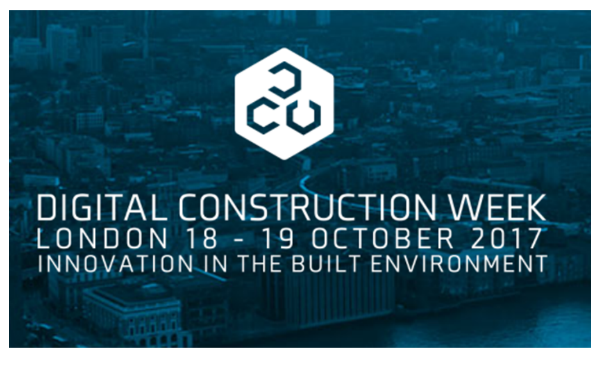 DIGITAL CONSTRUCTION WEEK
LONDON 18 - 19 OCTOBER 2017
INNOVATION IN THE BUILT ENVIRONMENT